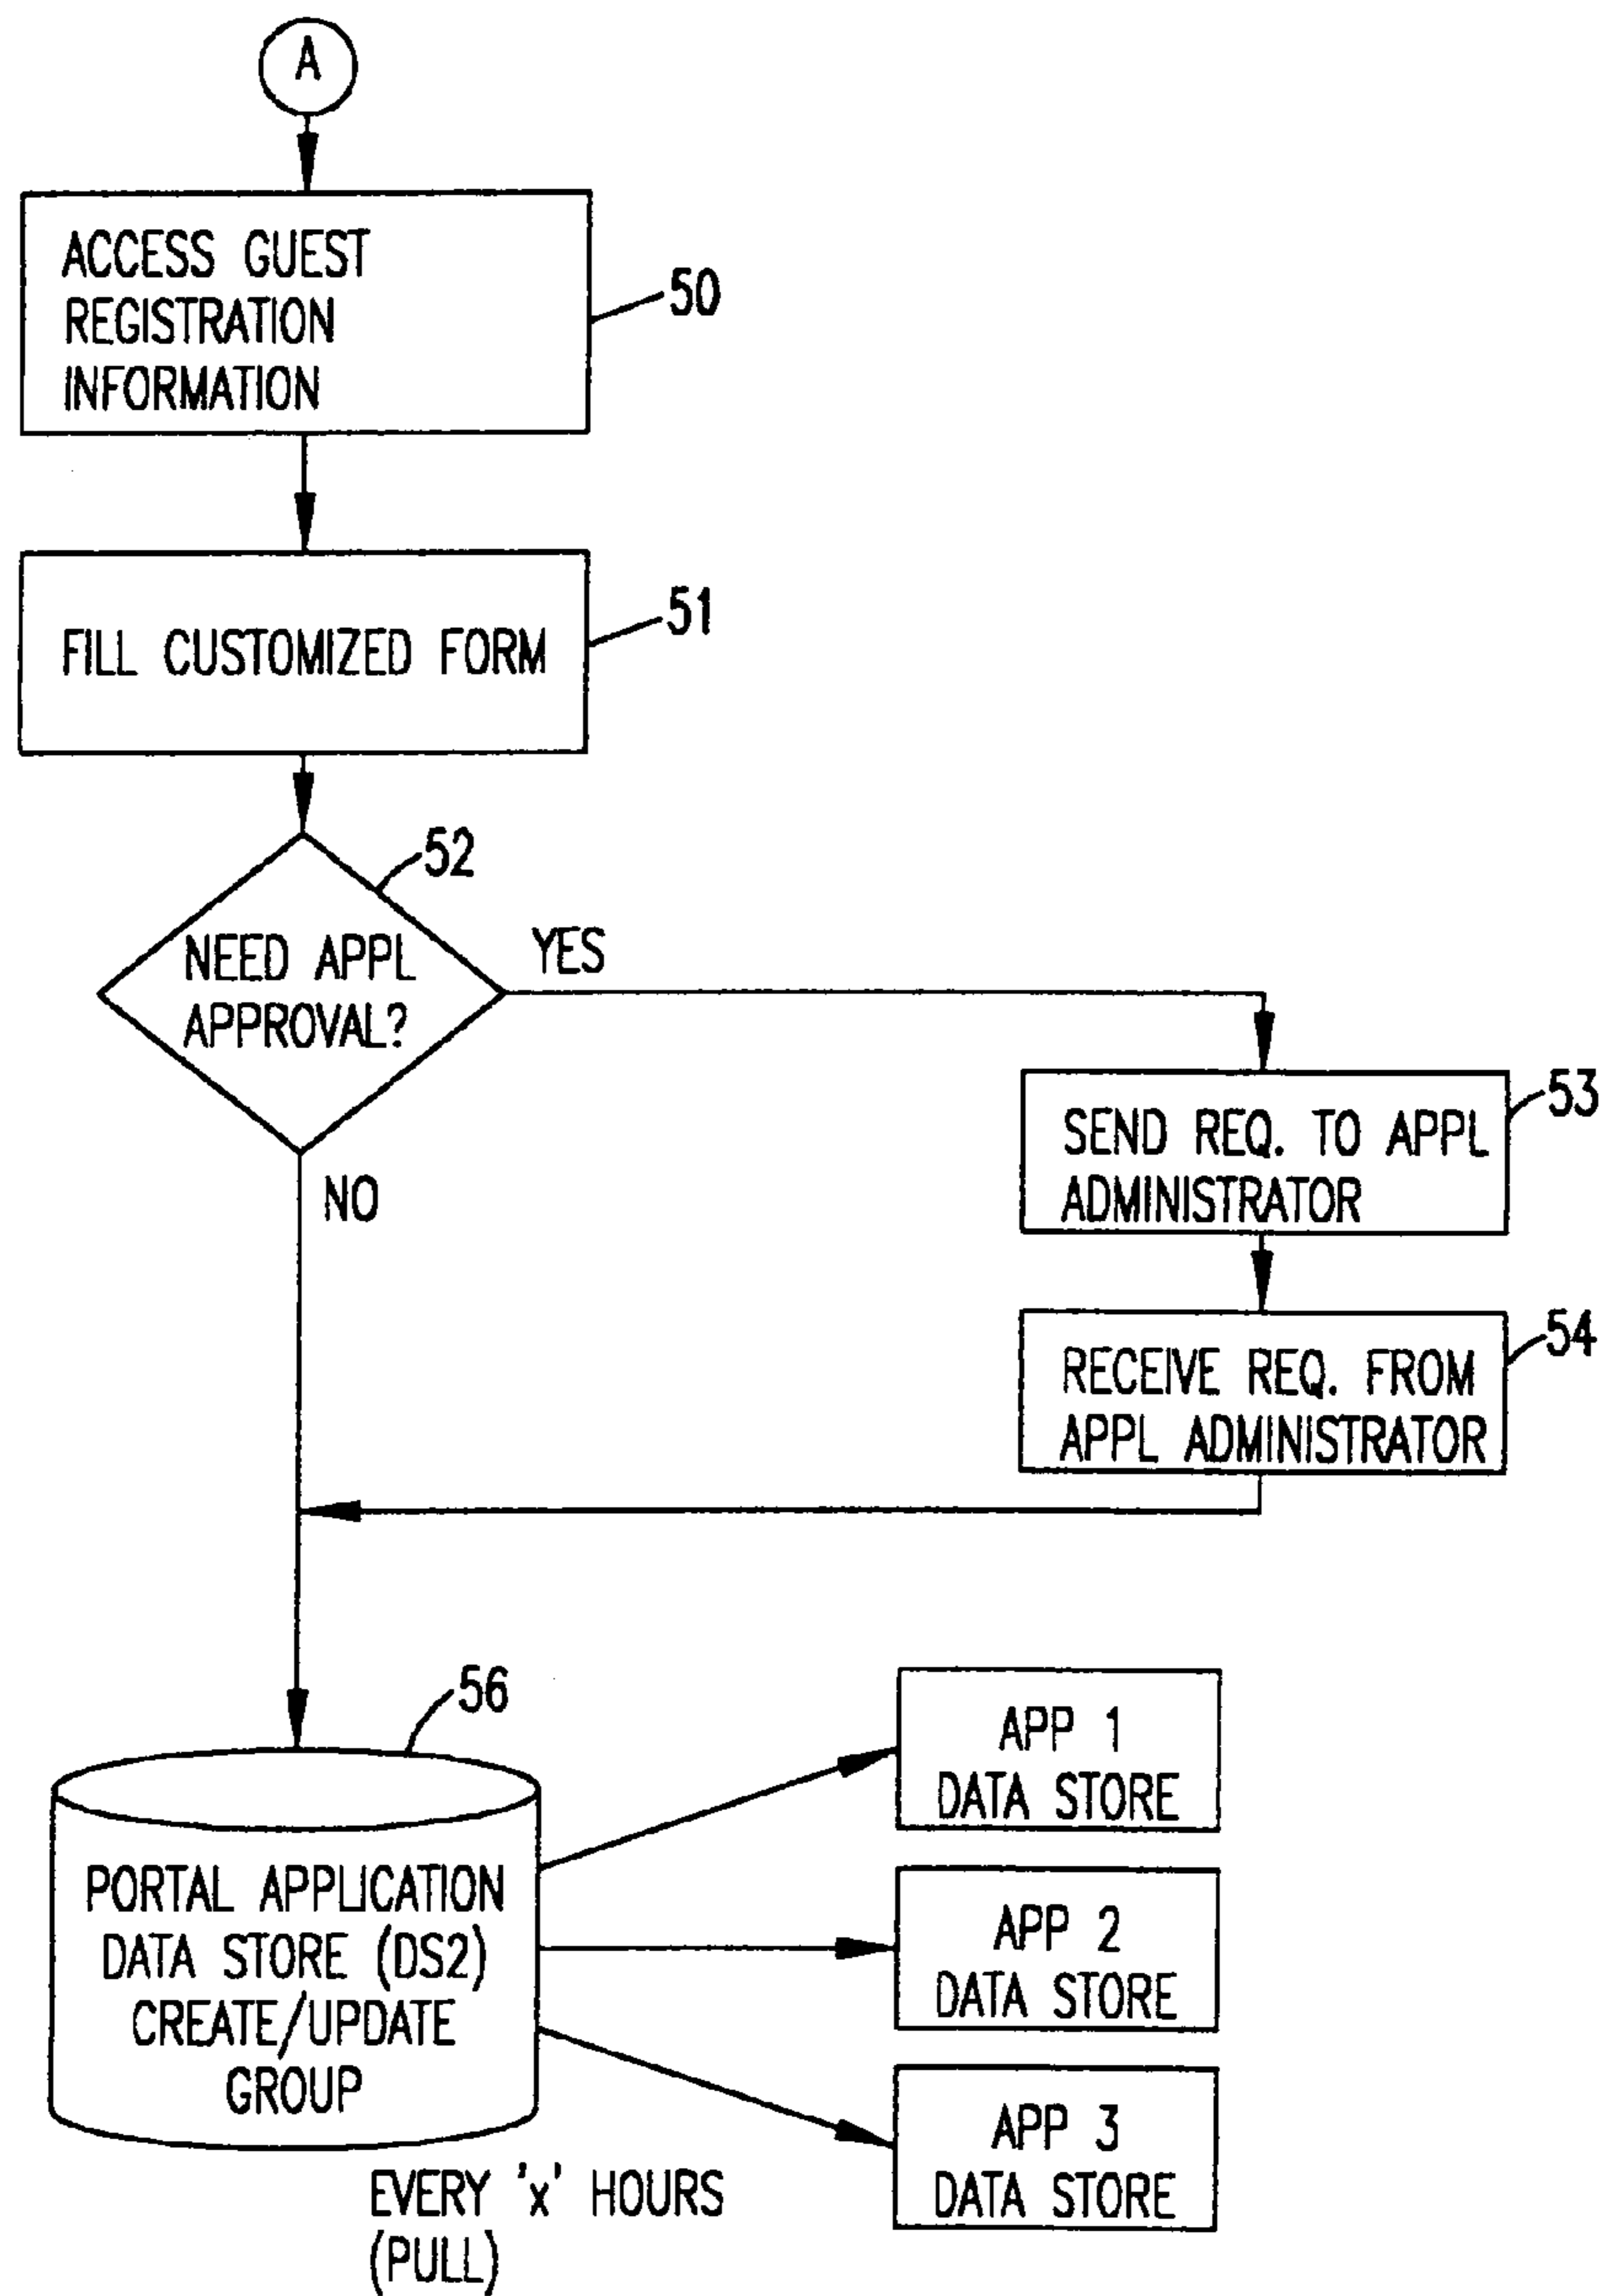 A
ACCESS GUEST
REGISTRATION
INFORMATION
50
FILL CUSTOMIZED FORM
51
52
NEED APPL
APPROVAL?
YES
NO
SEND REQ. TO APPL
ADMINISTRATOR
53
RECEIVE REQ. FROM
APPL ADMINISTRATOR
54
56
PORTAL APPLICATION
DATA STORE (DS2)
CREATE/UPDATE
GROUP
APP 1
DATA STORE
APP 2
DATA STORE
APP 3
DATA STORE
EVERY 'x' HOURS
(PULL)